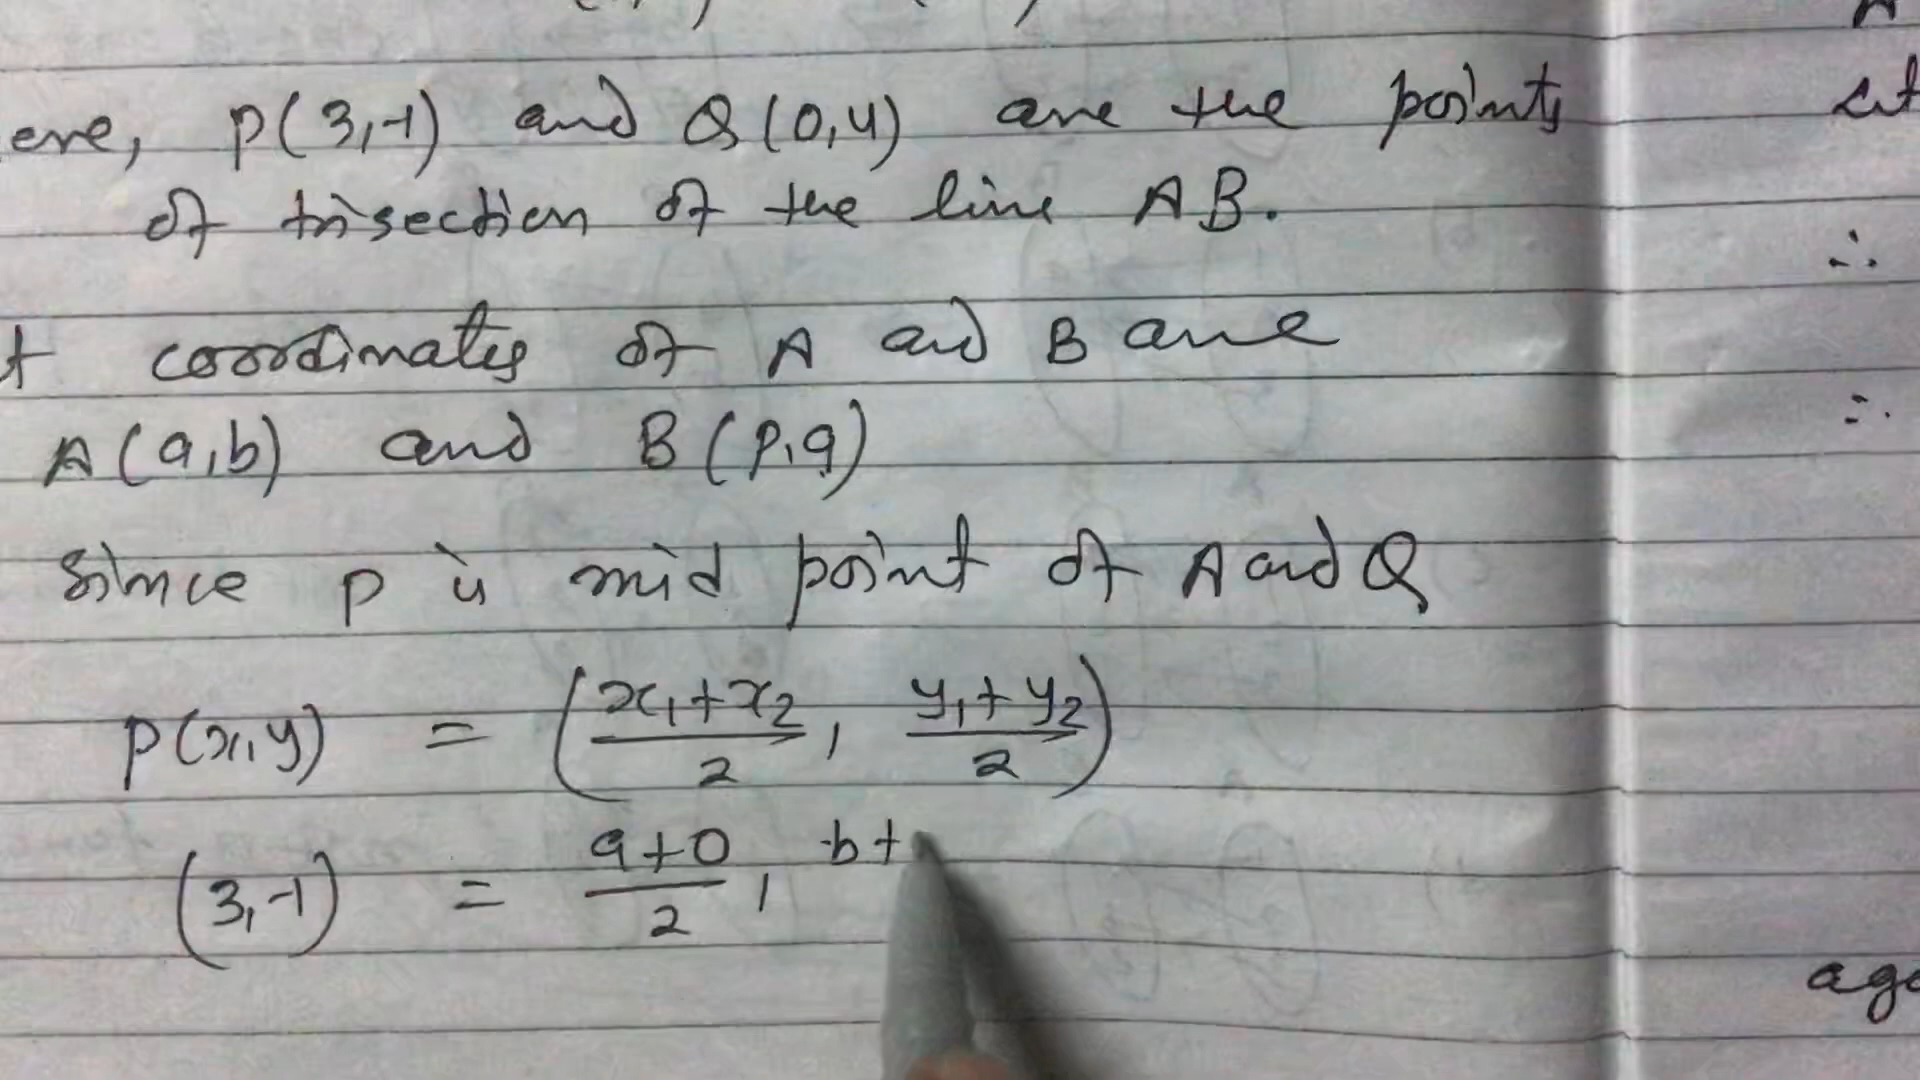 ere, P(3,-1) and Q(0,4) are the points
of trisection of the line AB.
coordinates of A and B are
A(a,b) and B(p,q)
Since P is mid point of A and Q
P(x,y) = (x₁+x₂/2, y₁+y₂/2)
(3,-1) = a+0/2, b+